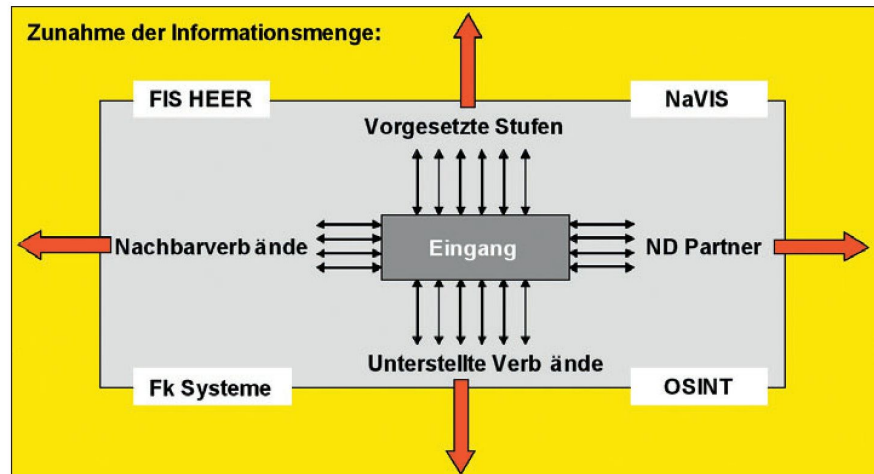 Zunahme der Informationsmenge:
FIS HEER
NaVIS
Vorgesetzte Stufen
Nachbarverb ände
Eingang
ND Partner
Unterstellte Verb ände
Fk Systeme
OSINT